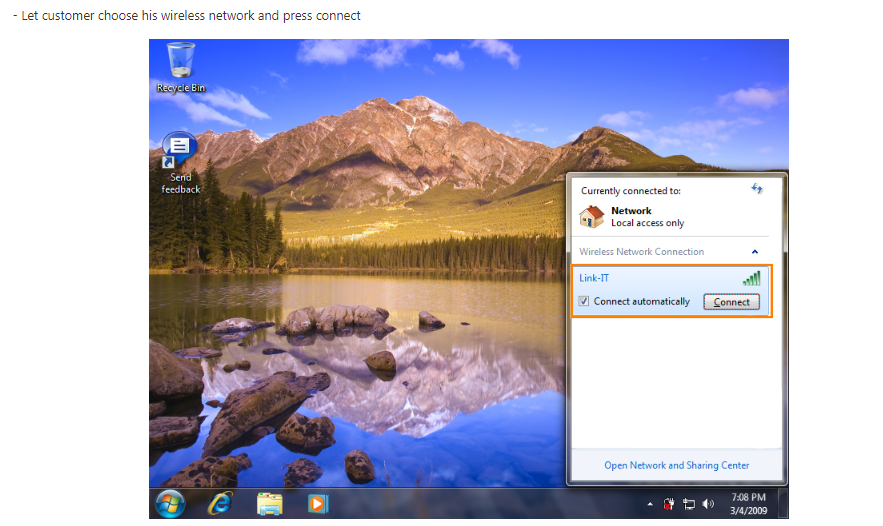 - Let customer choose his wireless network and press connect
Recycle Bin
Send
feedback
Currently connected to:
Network
Local access only
Wireless Network Connection
Link-IT
Connect automatically
Connect
Open Network and Sharing Center
7:08 PM
3/4/2009